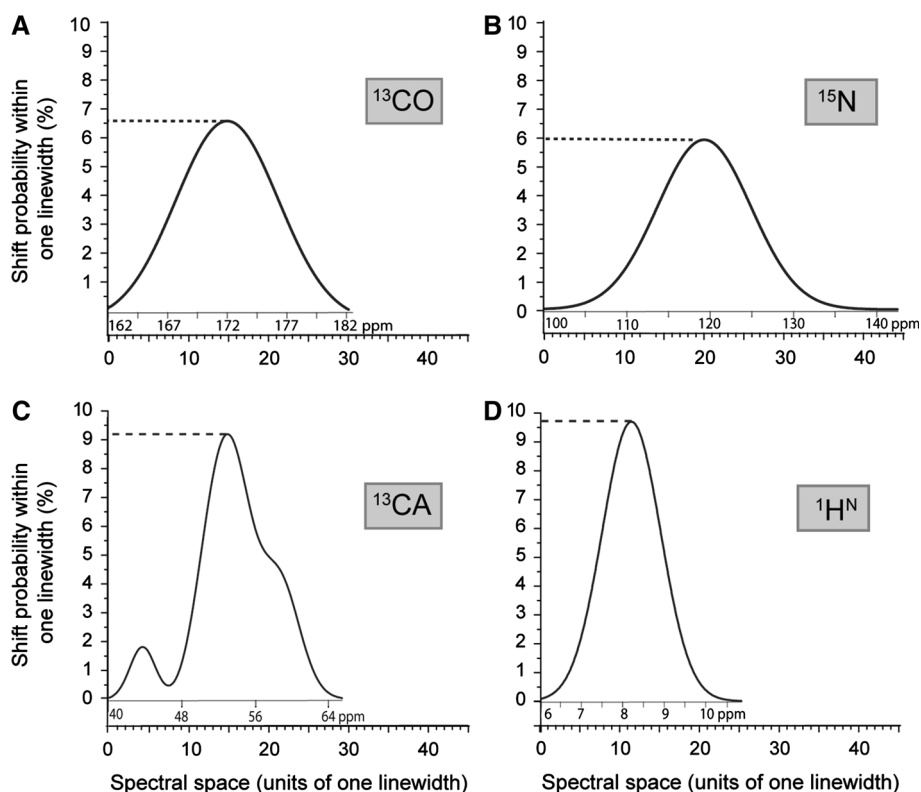 A
10
9
8
7
6
5
4
3
2
1
Shift probability within
one linewidth (%)
13CO
162 167 172 177 182 ppm
0 10 20 30 40
B
10
9
8
7
6
5
4
3
2
1
0
15N
100 110 120 130 140 ppm
0 10 20 30 40
C
10
9
8
7
6
5
4
3
2
1
0
Shift probability within
one linewidth (%)
13CA
40 48 56 64 ppm
0 10 20 30 40
Spectral space (units of one linewidth)
D
10
9
8
7
6
5
4
3
2
1
0
1HN
6 7 8 9 10 ppm
0 10 20 30 40
Spectral space (units of one linewidth)